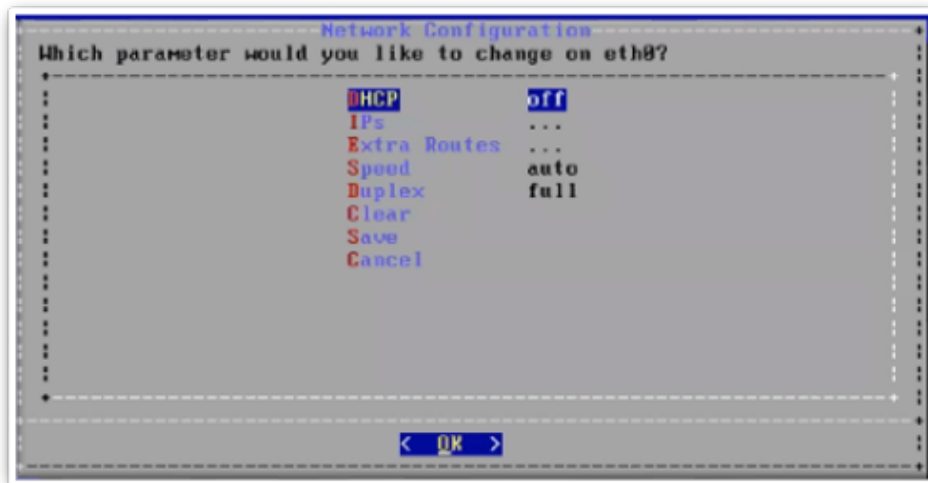 Network Configuration
Which parameter would you like to change on eth0?
DHCP off
IPs ...
Extra Routes ...
Speed auto
Duplex full
Clear
Save
Cancel
< OK >